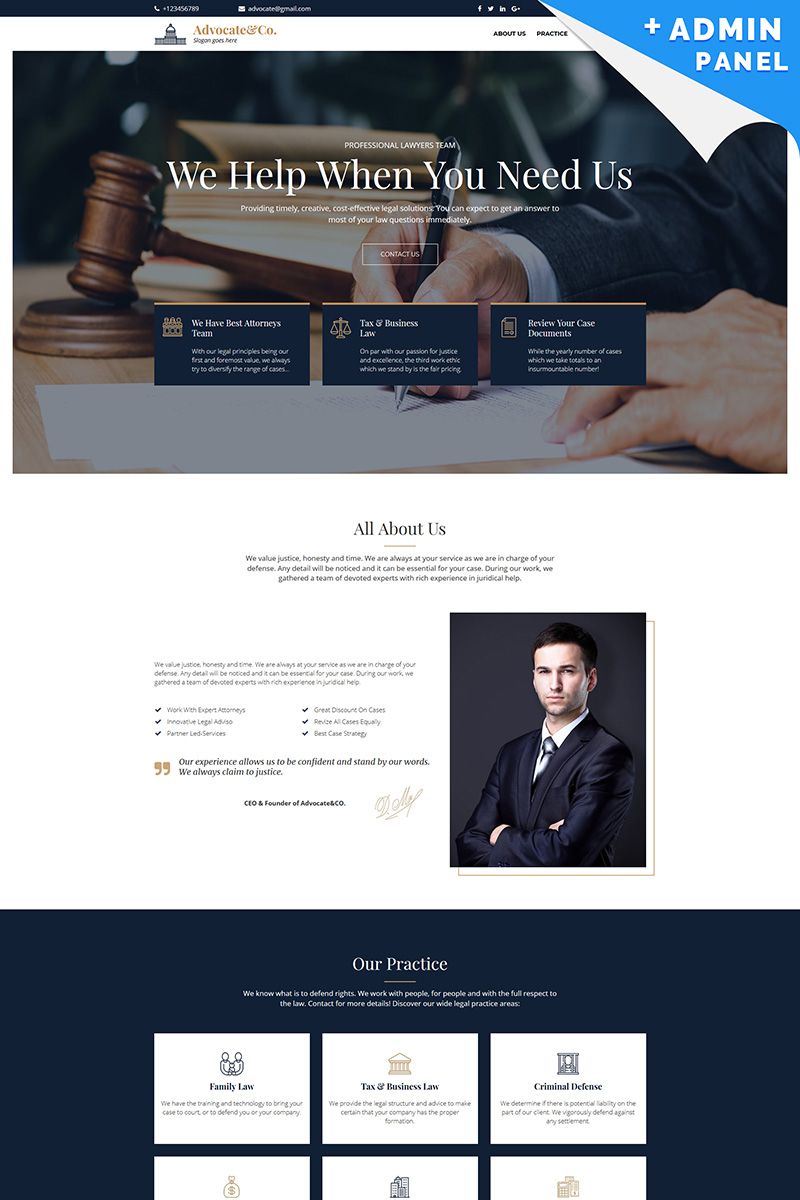 +123456789
advocate@gmail.com
+ ADMIN
PANEL
Advocate&Co.
Slogan goes here
ABOUT US
PRACTICE
PROFESSIONAL LAWYERS TEAM
We Help When You Need Us
Providing timely, creative, cost-effective legal solutions. You can expect to get an answer to
most of your law questions immediately.
CONTACT US
We Have Best Attorneys
Team
With our legal principles being our
first and foremost value, we always
try to diversify the range of cases...
Tax & Business
Law
On par with our passion for justice
and excellence, the third work ethic
which we stand by is the fair pricing.
Review Your Case
Documents
While the yearly number of cases
which we take totals to an
insurmountable number!
All About Us
We value justice, honesty and time. We are always at your service as we are in charge of your
defense. Any detail will be noticed and it can be essential for your case. During our work, we
gathered a team of devoted experts with rich experience in juridical help.
We value justice, honesty and time. We are always at your service as we are in charge of your
defense. Any detail will be noticed and it can be essential for your case. During our work, we
gathered a team of devoted experts with rich experience in juridical help.
Work With Expert Attorneys
Great Discount On Cases
Innovative Legal Adviso
Revize All Cases Equally
Partner Led-Services
Best Case Strategy
Our experience allows us to be confident and stand by our words.
We always claim to justice.
CEO & Founder of Advocate&CO.
Our Practice
We know what is to defend rights. We work with people, for people and with the full respect to
the law. Contact for more details! Discover our wide legal practice areas:
Family Law
We have the training and technology to bring your
case to court, or to defend you or your company.
Tax & Business Law
We provide the legal structure and advice to make
certain that your company has the proper
formation.
Criminal Defense
We determine if there is potential liability on the
part of our client. We vigorously defend against
any settlement.